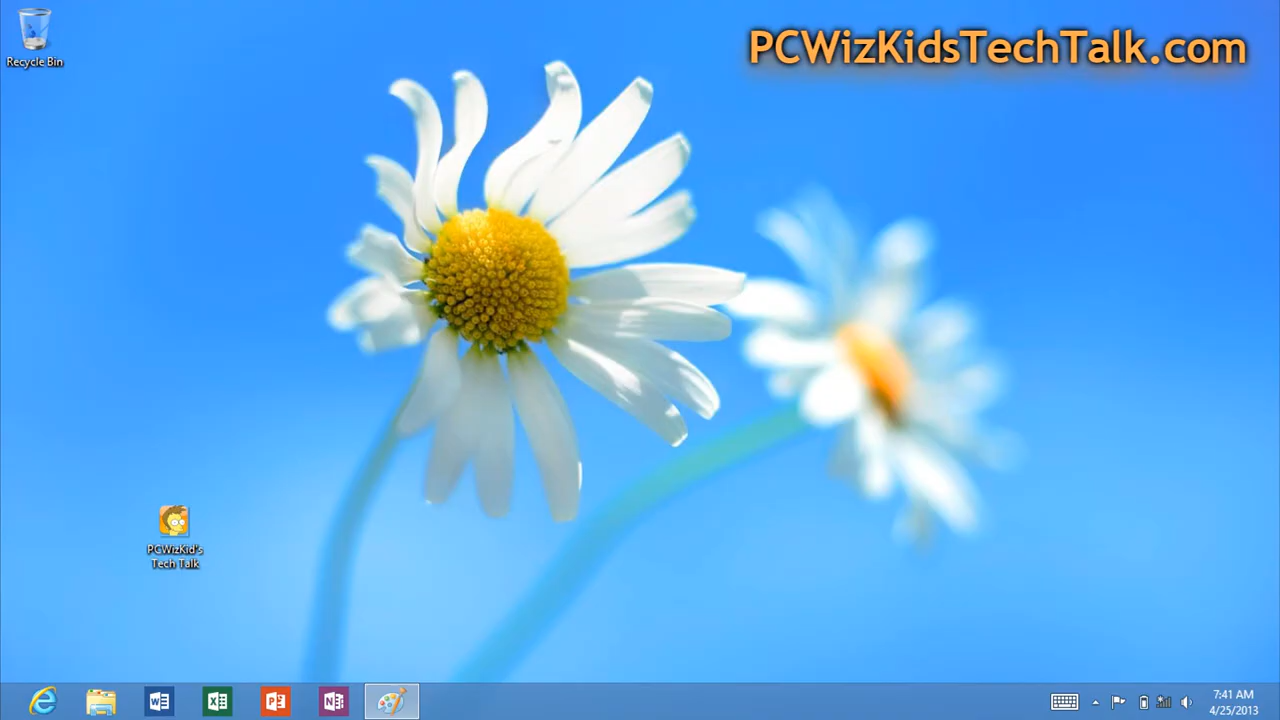 PCWizKidsTechTalk.com
Recycle Bin
PCWizKid's
Tech Talk
7:41 AM
4/25/2013